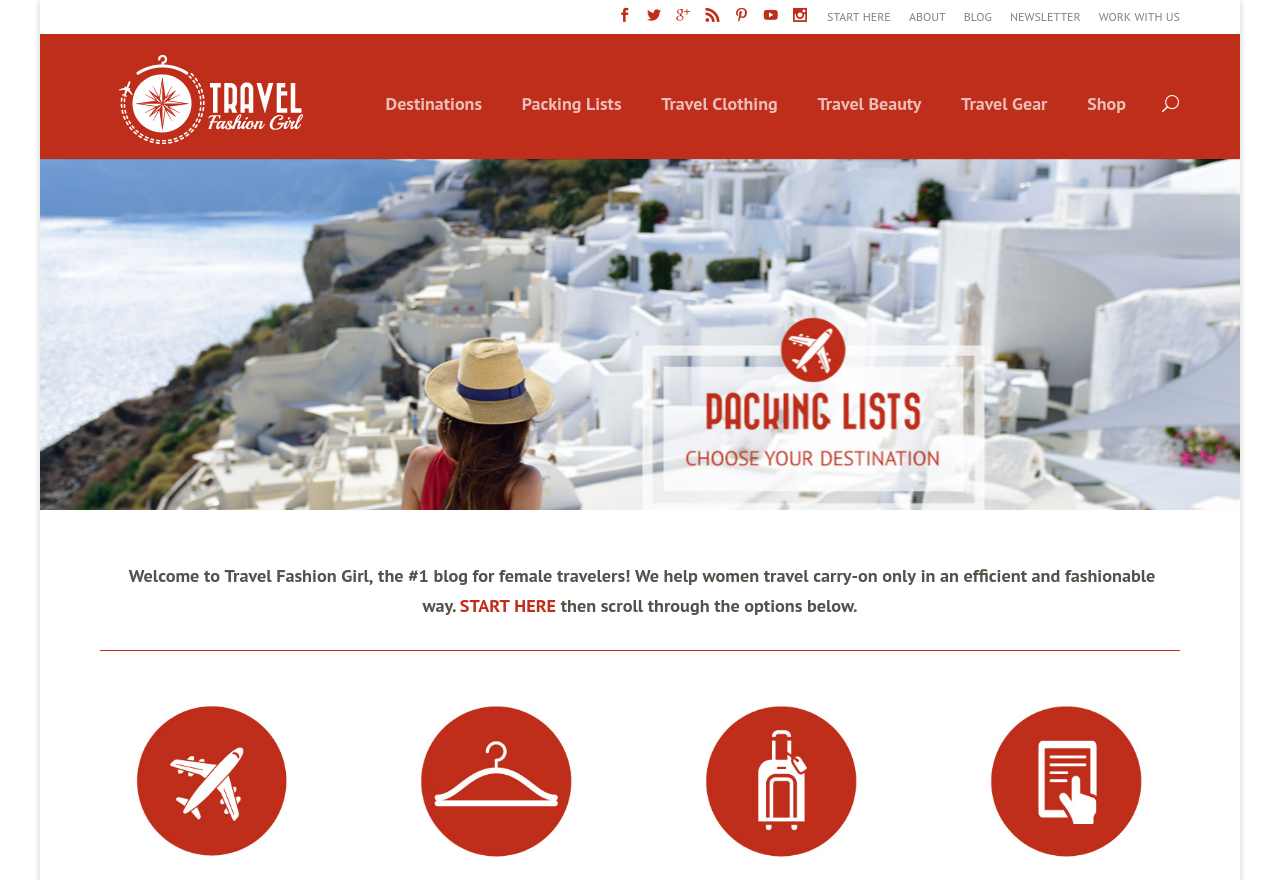 START HERE ABOUT BLOG NEWSLETTER WORK WITH US
TRAVEL
Fashion Girl
Destinations Packing Lists Travel Clothing Travel Beauty Travel Gear Shop
PACKING LISTS
CHOOSE YOUR DESTINATION
Welcome to Travel Fashion Girl, the #1 blog for female travelers! We help women travel carry-on only in an efficient and fashionable
way. START HERE then scroll through the options below.